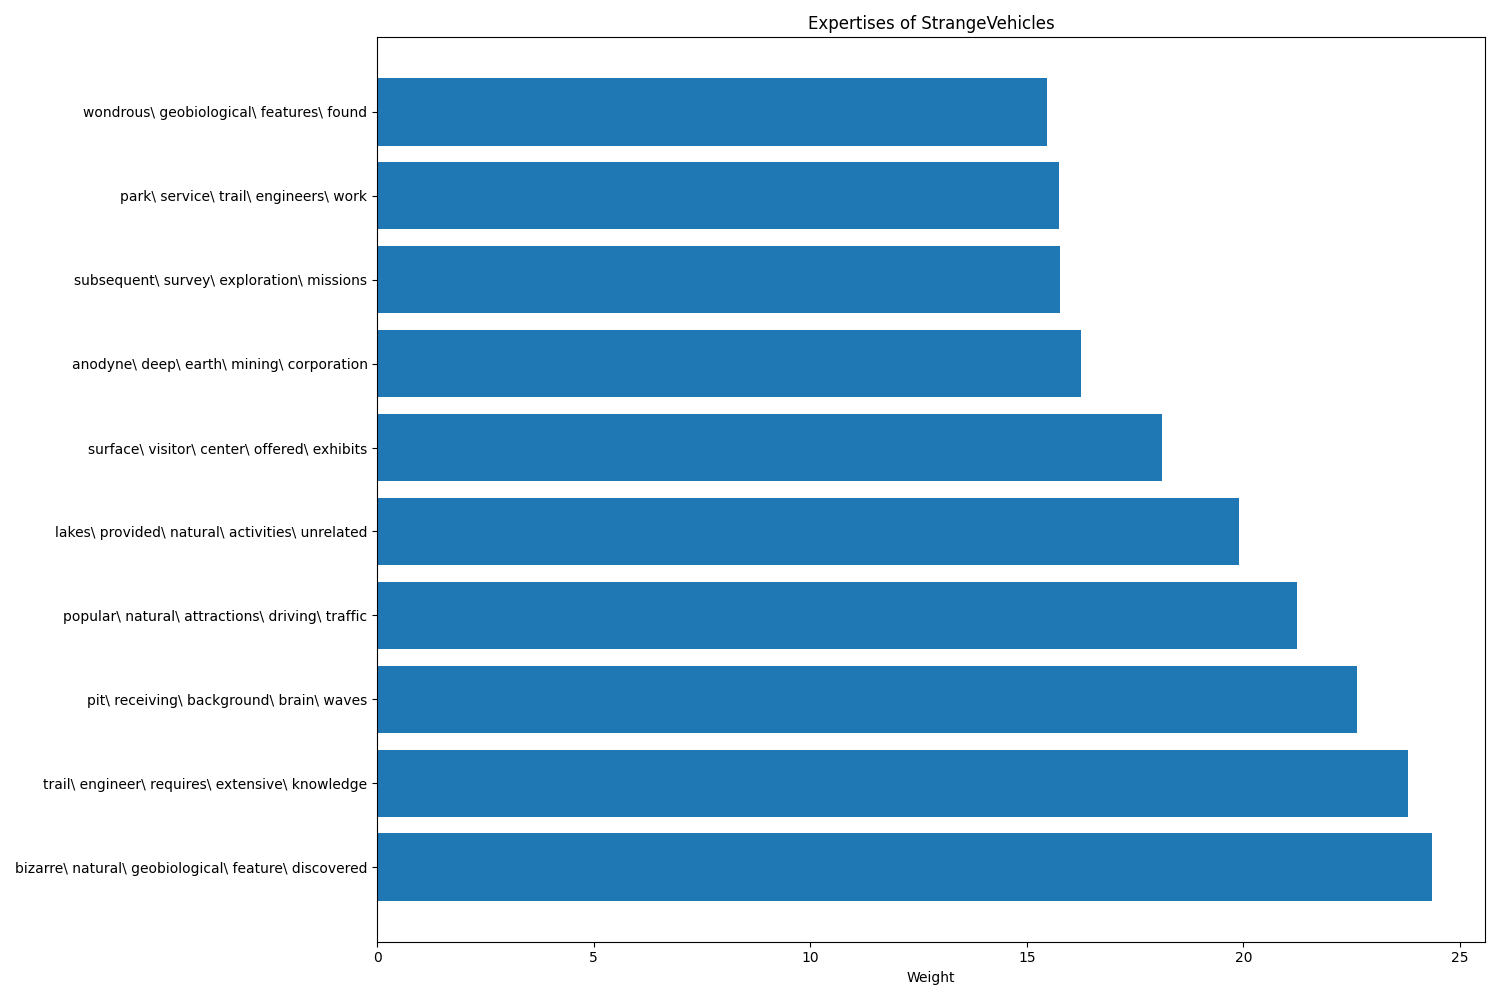 Expertises of StrangeVehicles
wondrous\ geobiological\ features\ found
park\ service\ trail\ engineers\ work
subsequent\ survey\ exploration\ missions
anodyne\ deep\ earth\ mining\ corporation
surface\ visitor\ center\ offered\ exhibits
lakes\ provided\ natural\ activities\ unrelated
popular\ natural\ attractions\ driving\ traffic
pit\ receiving\ background\ brain\ waves
trail\ engineer\ requires\ extensive\ knowledge
bizarre\ natural\ geobiological\ feature\ discovered
0 5 10 15 20 25
Weight